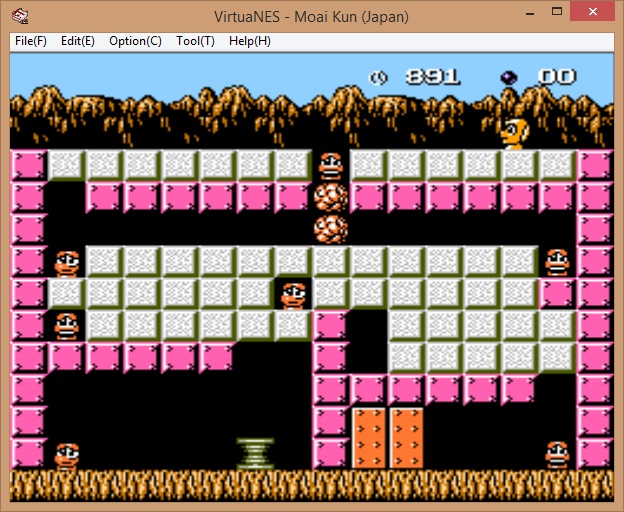 VirtuaNES - Moai Kun (Japan)
File(F) Edit(E) Option(C) Tool(T) Help(H)
891 00